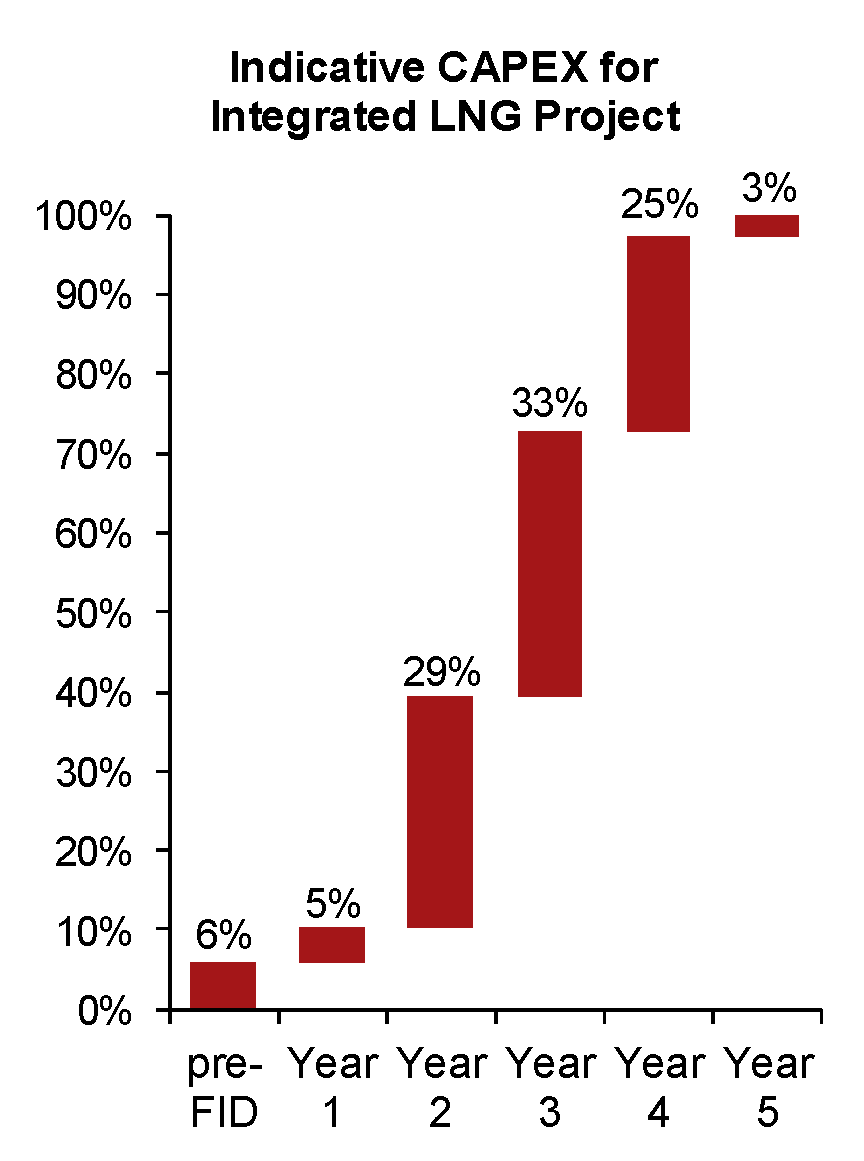 Indicative CAPEX for
Integrated LNG Project
100%
90%
80%
70%
60%
50%
40%
30%
20%
10%
0%
6%
5%
29%
33%
25%
3%
pre-
FID
Year
1
Year
2
Year
3
Year
4
Year
5